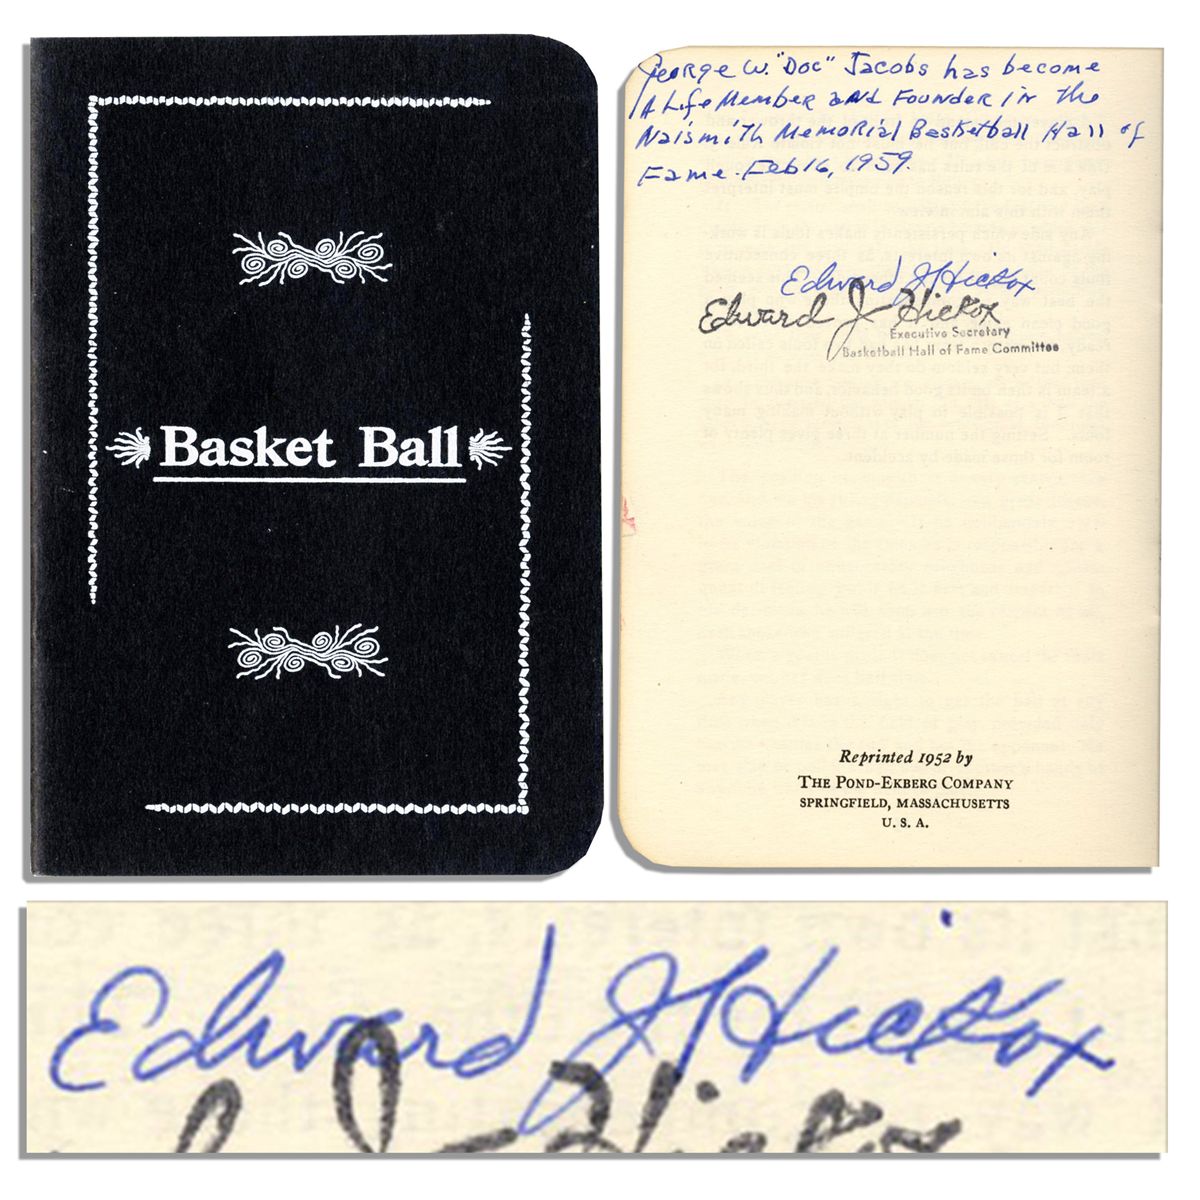 Basket Ball
George W. "Doc" Jacobs has become
A Life Member and Founder in the
Naismith Memorial Basketball Hall of
Fame. Feb 16, 1959.
Edward J. Hickox
Edward J. Hickox
Executive Secretary
Basketball Hall of Fame Committee
Reprinted 1952 by
THE POND-EKBERG COMPANY
SPRINGFIELD, MASSACHUSETTS
U. S. A.
Edward J Hickox